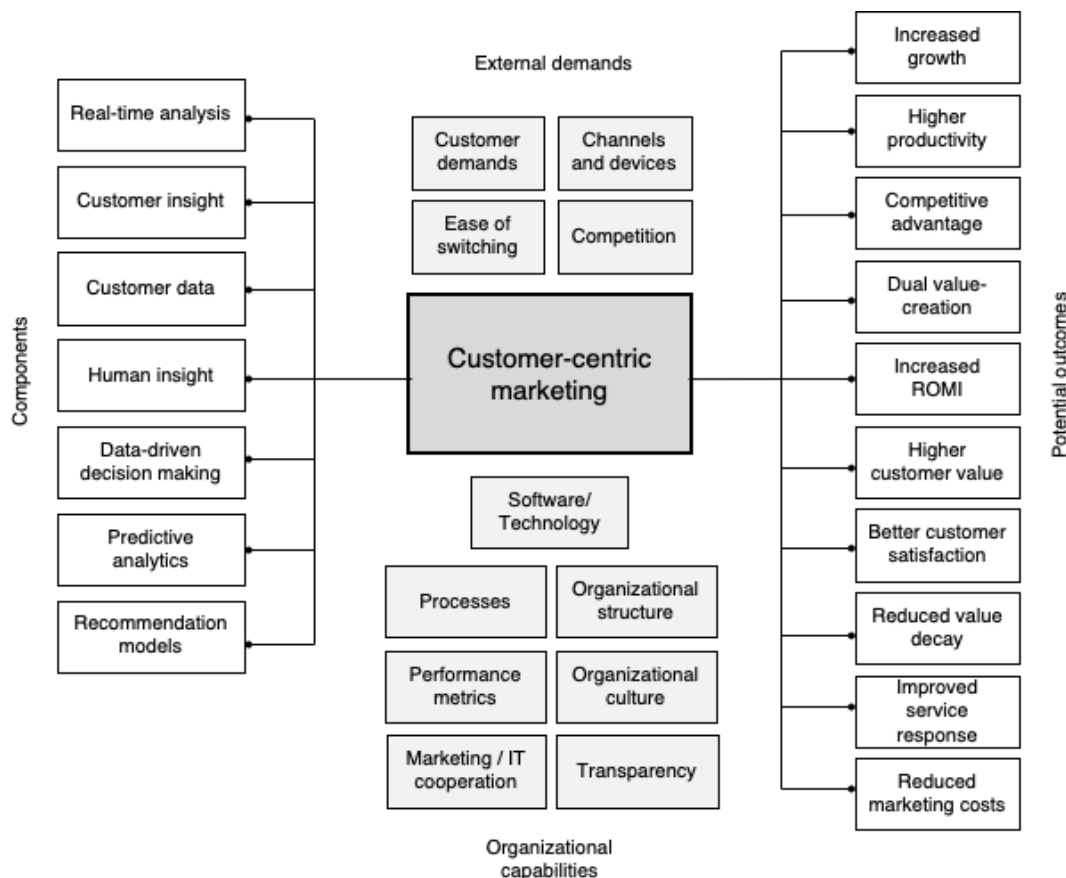 Components
Real-time analysis
Customer insight
Customer data
Human insight
Data-driven
decision making
Predictive
analytics
Recommendation
models
External demands
Customer
demands
Channels
and devices
Ease of
switching
Competition
Customer-centric
marketing
Software/
Technology
Processes
Organizational
structure
Performance
metrics
Organizational
culture
Marketing / IT
cooperation
Transparency
Organizational
capabilities
Increased
growth
Higher
productivity
Competitive
advantage
Dual value-
creation
Increased
ROMI
Higher
customer value
Better customer
satisfaction
Reduced value
decay
Improved
service
response
Reduced
marketing costs
Potential outcomes